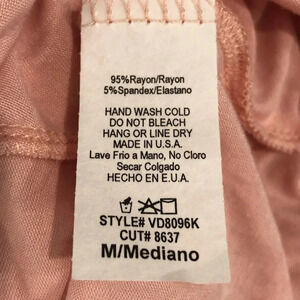 95%Rayon/Rayon
5%Spandex/Elastano
HAND WASH COLD
DO NOT BLEACH
HANG OR LINE DRY
MADE IN U.S.A.
Lave Frio a Mano, No Cloro
Secar Colgado
HECHO EN E.U.A.
STYLE# VD8096K
CUT# 8637
M/Mediano